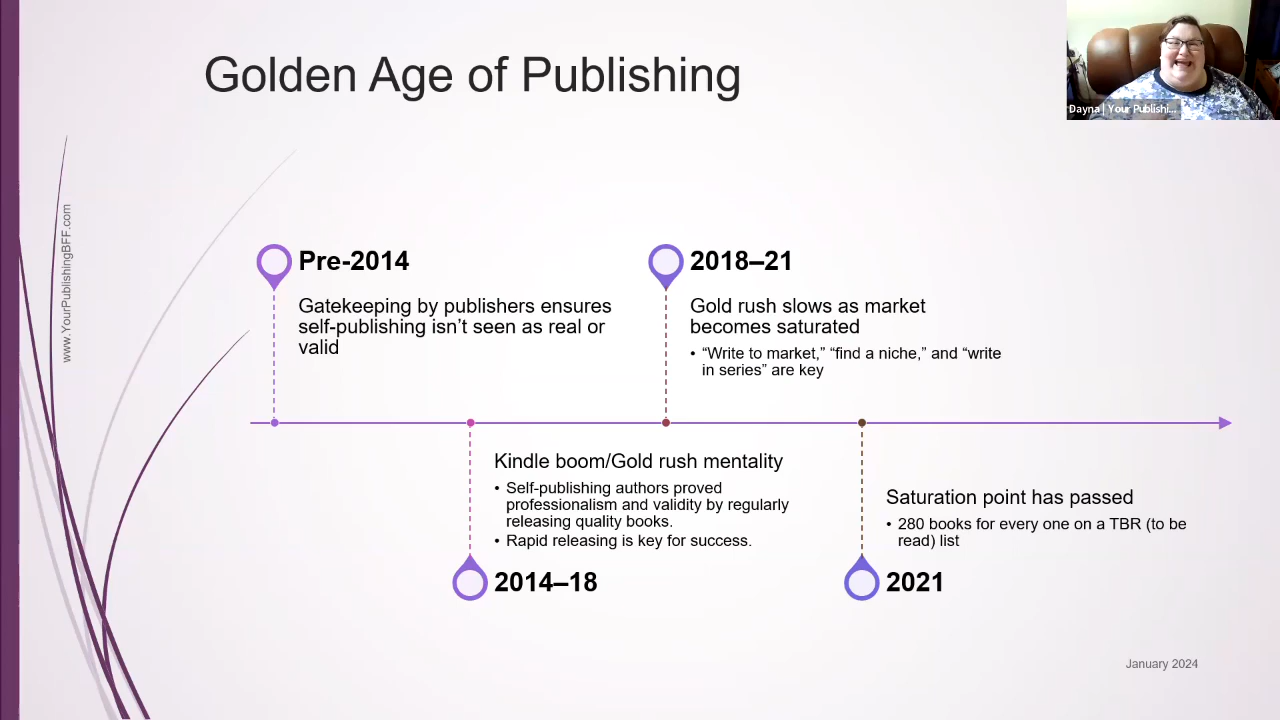 Golden Age of Publishing
Dayna | Your Publishi...
www.YourPublishingBFF.com
Pre-2014
Gatekeeping by publishers ensures
self-publishing isn’t seen as real or
valid
2018–21
Gold rush slows as market
becomes saturated
• “Write to market,” “find a niche,” and “write
in series” are key
Kindle boom/Gold rush mentality
• Self-publishing authors proved
professionalism and validity by regularly
releasing quality books.
• Rapid releasing is key for success.
2014–18
Saturation point has passed
• 280 books for every one on a TBR (to be
read) list
2021
January 2024